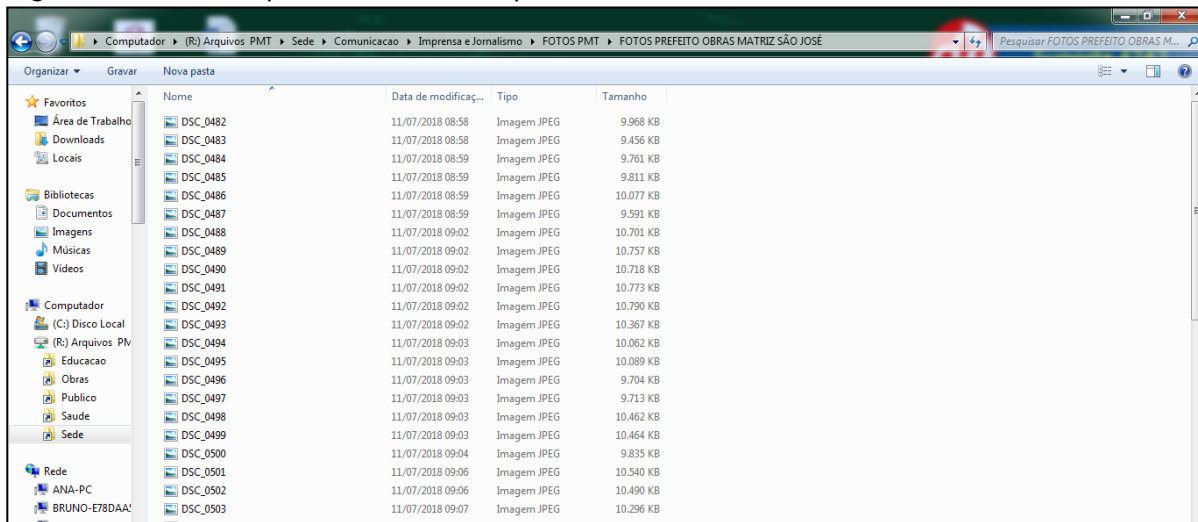 Computador ▸ (R:) Arquivos PMT ▸ Sede ▸ Comunicacao ▸ Imprensa e Jornalismo ▸ FOTOS PMT ▸ FOTOS PREFEITO OBRAS MATRIZ SÃO JOSÉ
Pesquisar FOTOS PREFEITO OBRAS M...
Organizar Gravar Nova pasta
Favoritos
Área de Trabalho
Downloads
Locais
Bibliotecas
Documentos
Imagens
Músicas
Vídeos
Computador
(C:) Disco Local
(R:) Arquivos PM
Educacao
Obras
Publico
Saude
Sede
Rede
ANA-PC
BRUNO-E78DAA5
Nome Data de modificaç... Tipo Tamanho
DSC_0482 11/07/2018 08:58 Imagem JPEG 9.968 KB
DSC_0483 11/07/2018 08:58 Imagem JPEG 9.456 KB
DSC_0484 11/07/2018 08:59 Imagem JPEG 9.761 KB
DSC_0485 11/07/2018 08:59 Imagem JPEG 9.811 KB
DSC_0486 11/07/2018 08:59 Imagem JPEG 10.077 KB
DSC_0487 11/07/2018 08:59 Imagem JPEG 9.591 KB
DSC_0488 11/07/2018 09:02 Imagem JPEG 10.701 KB
DSC_0489 11/07/2018 09:02 Imagem JPEG 10.757 KB
DSC_0490 11/07/2018 09:02 Imagem JPEG 10.718 KB
DSC_0491 11/07/2018 09:02 Imagem JPEG 10.773 KB
DSC_0492 11/07/2018 09:02 Imagem JPEG 10.790 KB
DSC_0493 11/07/2018 09:02 Imagem JPEG 10.367 KB
DSC_0494 11/07/2018 09:03 Imagem JPEG 10.062 KB
DSC_0495 11/07/2018 09:03 Imagem JPEG 10.089 KB
DSC_0496 11/07/2018 09:03 Imagem JPEG 9.704 KB
DSC_0497 11/07/2018 09:03 Imagem JPEG 9.713 KB
DSC_0498 11/07/2018 09:03 Imagem JPEG 10.462 KB
DSC_0499 11/07/2018 09:03 Imagem JPEG 10.464 KB
DSC_0500 11/07/2018 09:04 Imagem JPEG 9.835 KB
DSC_0501 11/07/2018 09:06 Imagem JPEG 10.540 KB
DSC_0502 11/07/2018 09:06 Imagem JPEG 10.490 KB
DSC_0503 11/07/2018 09:07 Imagem JPEG 10.296 KB